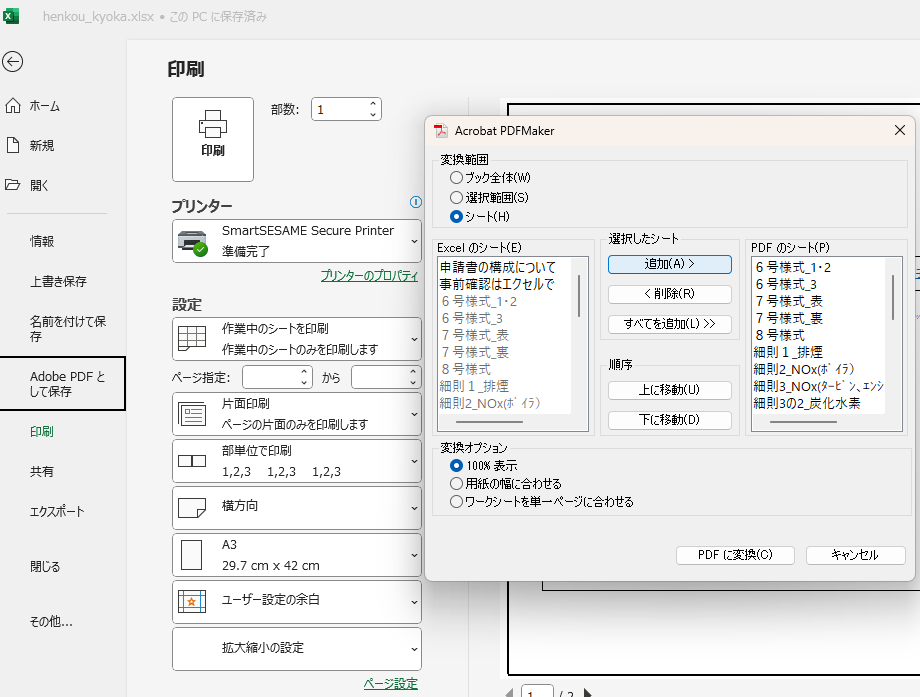 henkou_kyoka.xlsx • この PC に保存済み
ホーム
新規
開く
情報
上書き保存
名前を付けて保
存
Adobe PDF と
して保存
印刷
共有
エクスポート
閉じる
その他...
印刷
印刷
部数:
1
プリンター
SmartSESAME Secure Printer
準備完了
プリンターのプロパティ
設定
作業中のシートを印刷
作業中のシートのみを印刷します
ページ指定:
から
片面印刷
ページの片面のみを印刷します
部単位で印刷
1,2,3 1,2,3 1,2,3
横方向
A3
29.7 cm x 42 cm
ユーザー設定の余白
拡大縮小の設定
ページ設定
Acrobat PDFMaker
変換範囲
ブック全体(W)
選択範囲(S)
シート(H)
Excel のシート(E)
申請書の構成について
事前確認はエクセルで
6号様式_1・2
6号様式_3
7号様式_表
7号様式_裏
8号様式
細則1_排煙
細則2_NOx(ﾎﾞｲﾗ)
選択したシート
追加(A) >
< 削除(R)
すべてを追加(L) >>
順序
上に移動(U)
下に移動(D)
PDF のシート(P)
6号様式_1・2
6号様式_3
7号様式_表
7号様式_裏
8号様式
細則1_排煙
細則2_NOx(ﾎﾞｲﾗ)
細則3_NOx(ﾀｰﾋﾞﾝ、ｴﾝｼ
細則3の2_炭化水素
変換オプション
100% 表示
用紙の幅に合わせる
ワークシートを単一ページに合わせる
PDF に変換(C)
キャンセル
1 / 2